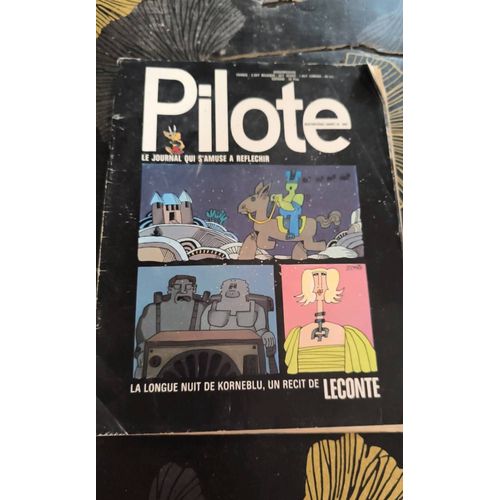 Pilote
LE JOURNAL QUI S'AMUSE A REFLECHIR
LA LONGUE NUIT DE KORNEBLU, UN RECIT DE LECONTE